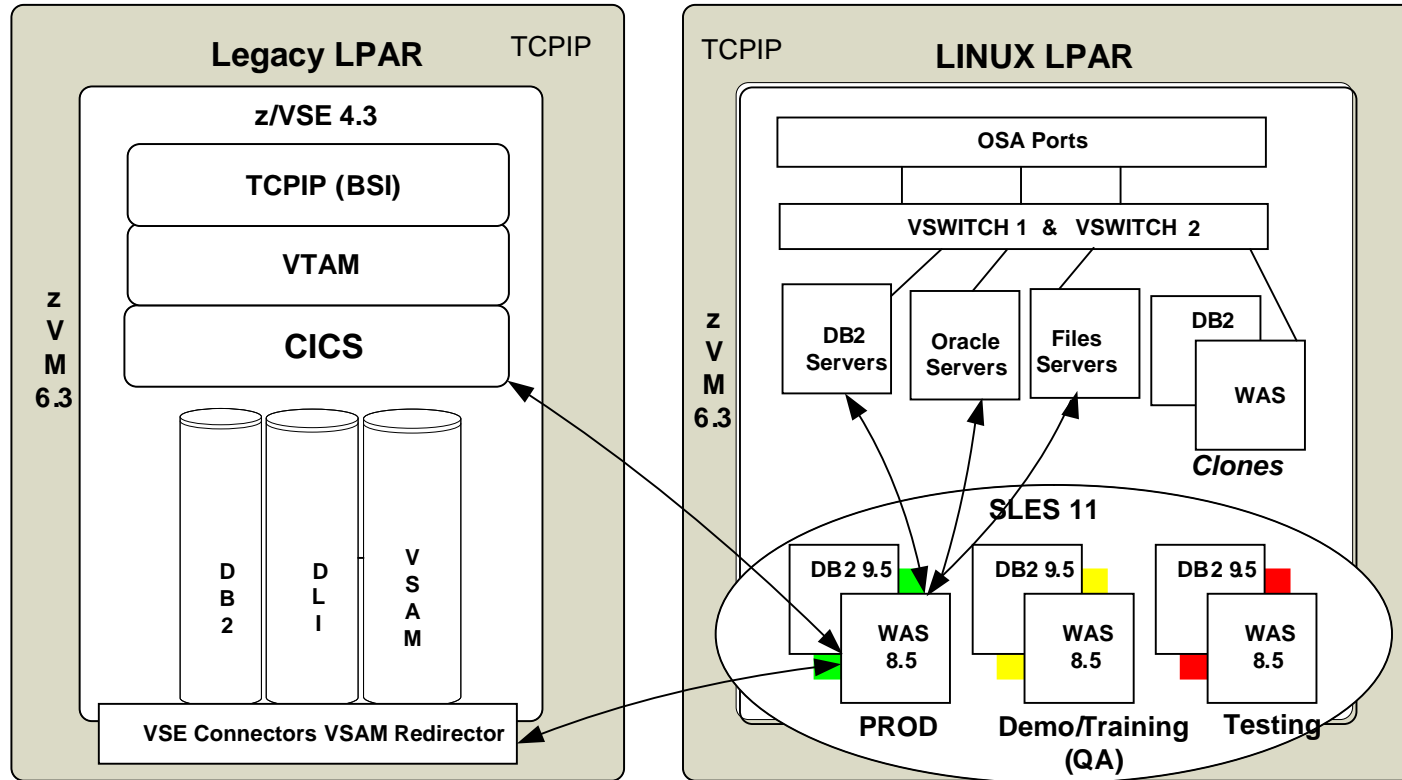 Legacy LPAR
TCPIP
z/VSE 4.3
TCPIP (BSI)
VTAM
CICS
z
V
M
6.3
D
B
2
D
L
I
V
S
A
M
VSE Connectors VSAM Redirector
TCPIP
LINUX LPAR
OSA Ports
VSWITCH 1 & VSWITCH 2
z
V
M
6.3
DB2
Servers
Oracle
Servers
Files
Servers
DB2
WAS
Clones
SLES 11
DB2 9.5
WAS
8.5
PROD
DB2 9.5
WAS
8.5
Demo/Training
(QA)
DB2 9.5
WAS
8.5
Testing